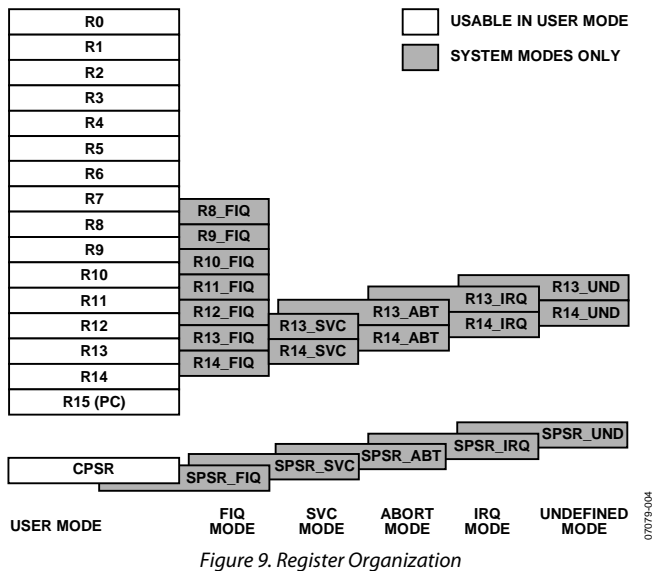 R0
R1
R2
R3
R4
R5
R6
R7
R8
R9
R10
R11
R12
R13
R14
R15 (PC)
CPSR
USER MODE
R8_FIQ
R9_FIQ
R10_FIQ
R11_FIQ
R12_FIQ
R13_FIQ
R14_FIQ
SPSR_FIQ
FIQ
MODE
R13_SVC
R14_SVC
SPSR_SVC
SVC
MODE
R13_ABT
R14_ABT
SPSR_ABT
ABORT
MODE
R13_IRQ
R14_IRQ
SPSR_IRQ
IRQ
MODE
R13_UND
R14_UND
SPSR_UND
UNDEFINED
MODE
USABLE IN USER MODE
SYSTEM MODES ONLY
07079-004
Figure 9. Register Organization